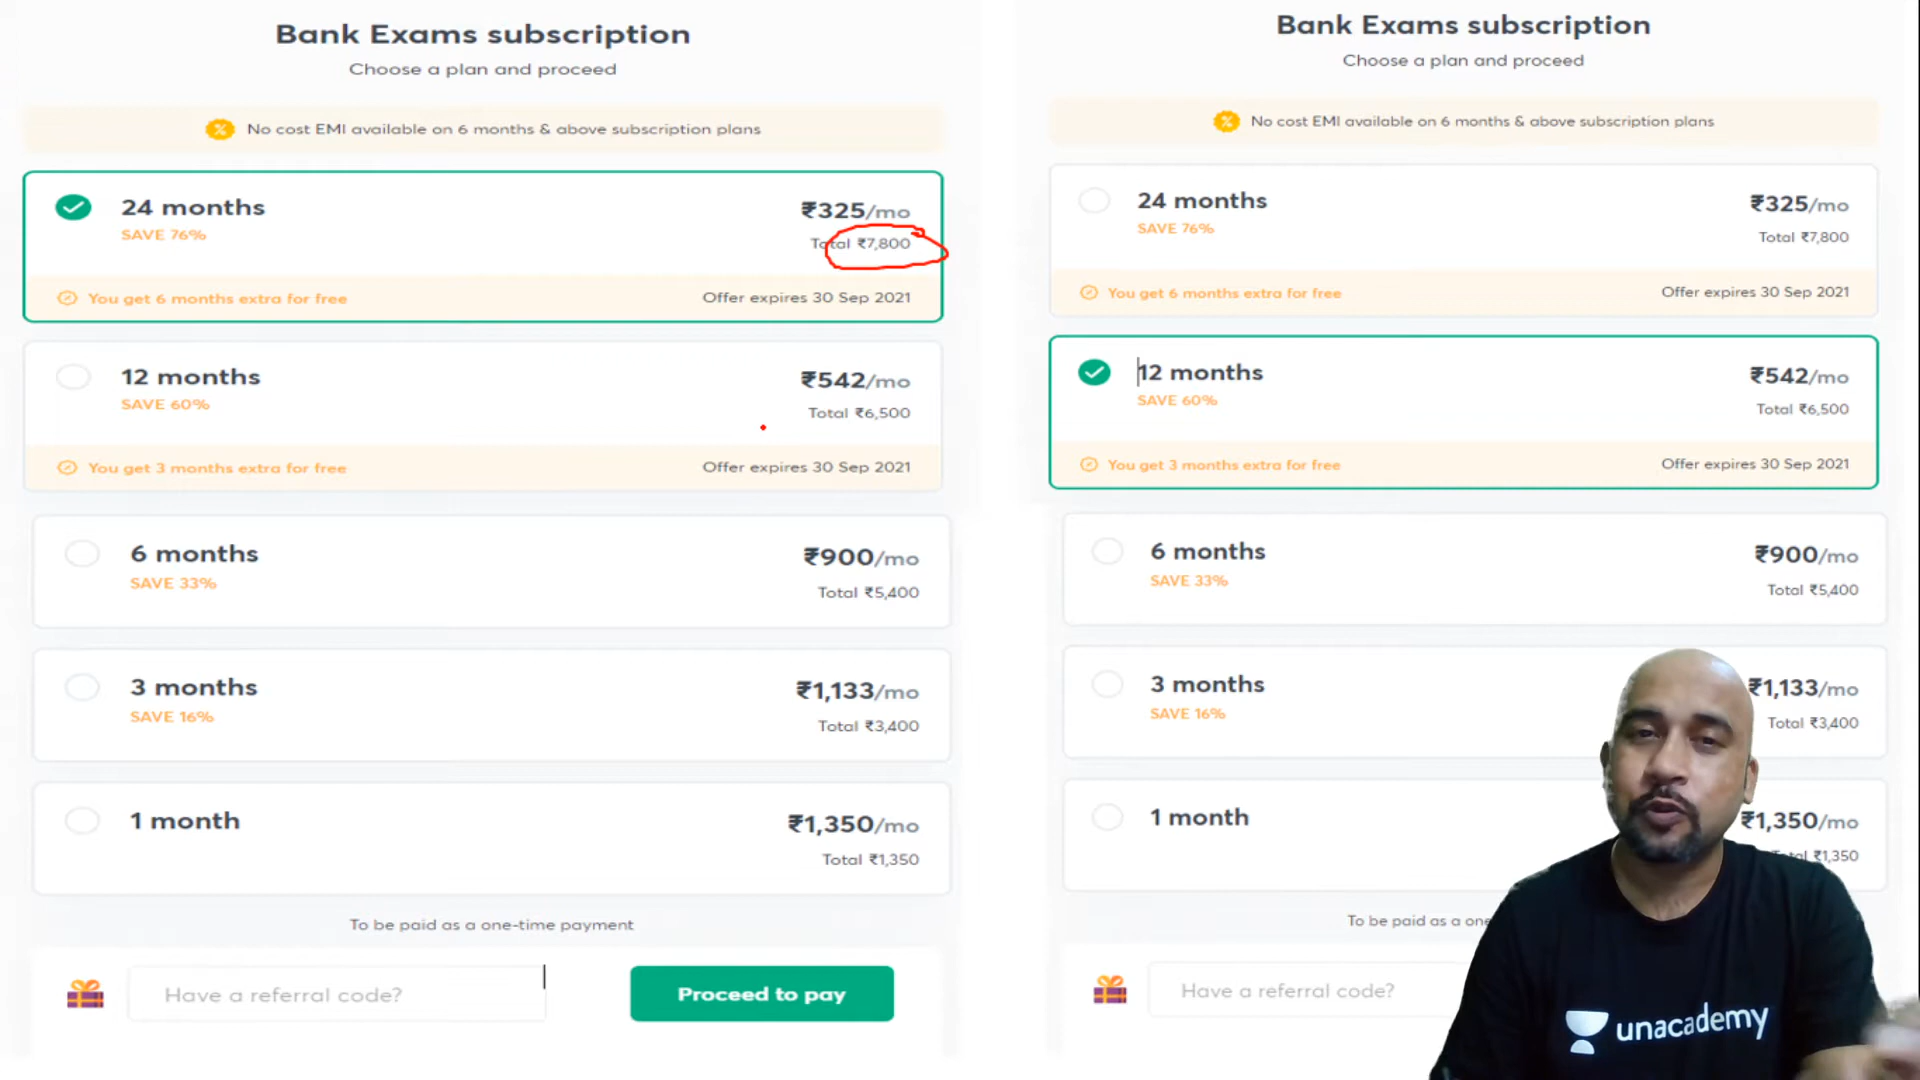 Bank Exams subscription
Choose a plan and proceed
No cost EMI available on 6 months & above subscription plans
24 months
₹325/mo
SAVE 76%
Total ₹7,800
You get 6 months extra for free
Offer expires 30 Sep 2021
12 months
₹542/mo
SAVE 60%
Total ₹6,500
You get 3 months extra for free
Offer expires 30 Sep 2021
6 months
₹900/mo
SAVE 33%
Total ₹5,400
3 months
₹1,133/mo
SAVE 16%
Total ₹3,400
1 month
₹1,350/mo
Total ₹1,350
To be paid as a one-time payment
Have a referral code?
Proceed to pay
Bank Exams subscription
Choose a plan and proceed
No cost EMI available on 6 months & above subscription plans
24 months
₹325/mo
SAVE 76%
Total ₹7,800
You get 6 months extra for free
Offer expires 30 Sep 2021
12 months
₹542/mo
SAVE 60%
Total ₹6,500
You get 3 months extra for free
Offer expires 30 Sep 2021
6 months
₹900/mo
SAVE 33%
Total ₹5,400
3 months
₹1,133/mo
SAVE 16%
Total ₹3,400
1 month
₹1,350/mo
Total ₹1,350
To be paid as a
Have a referral code?
unacademy